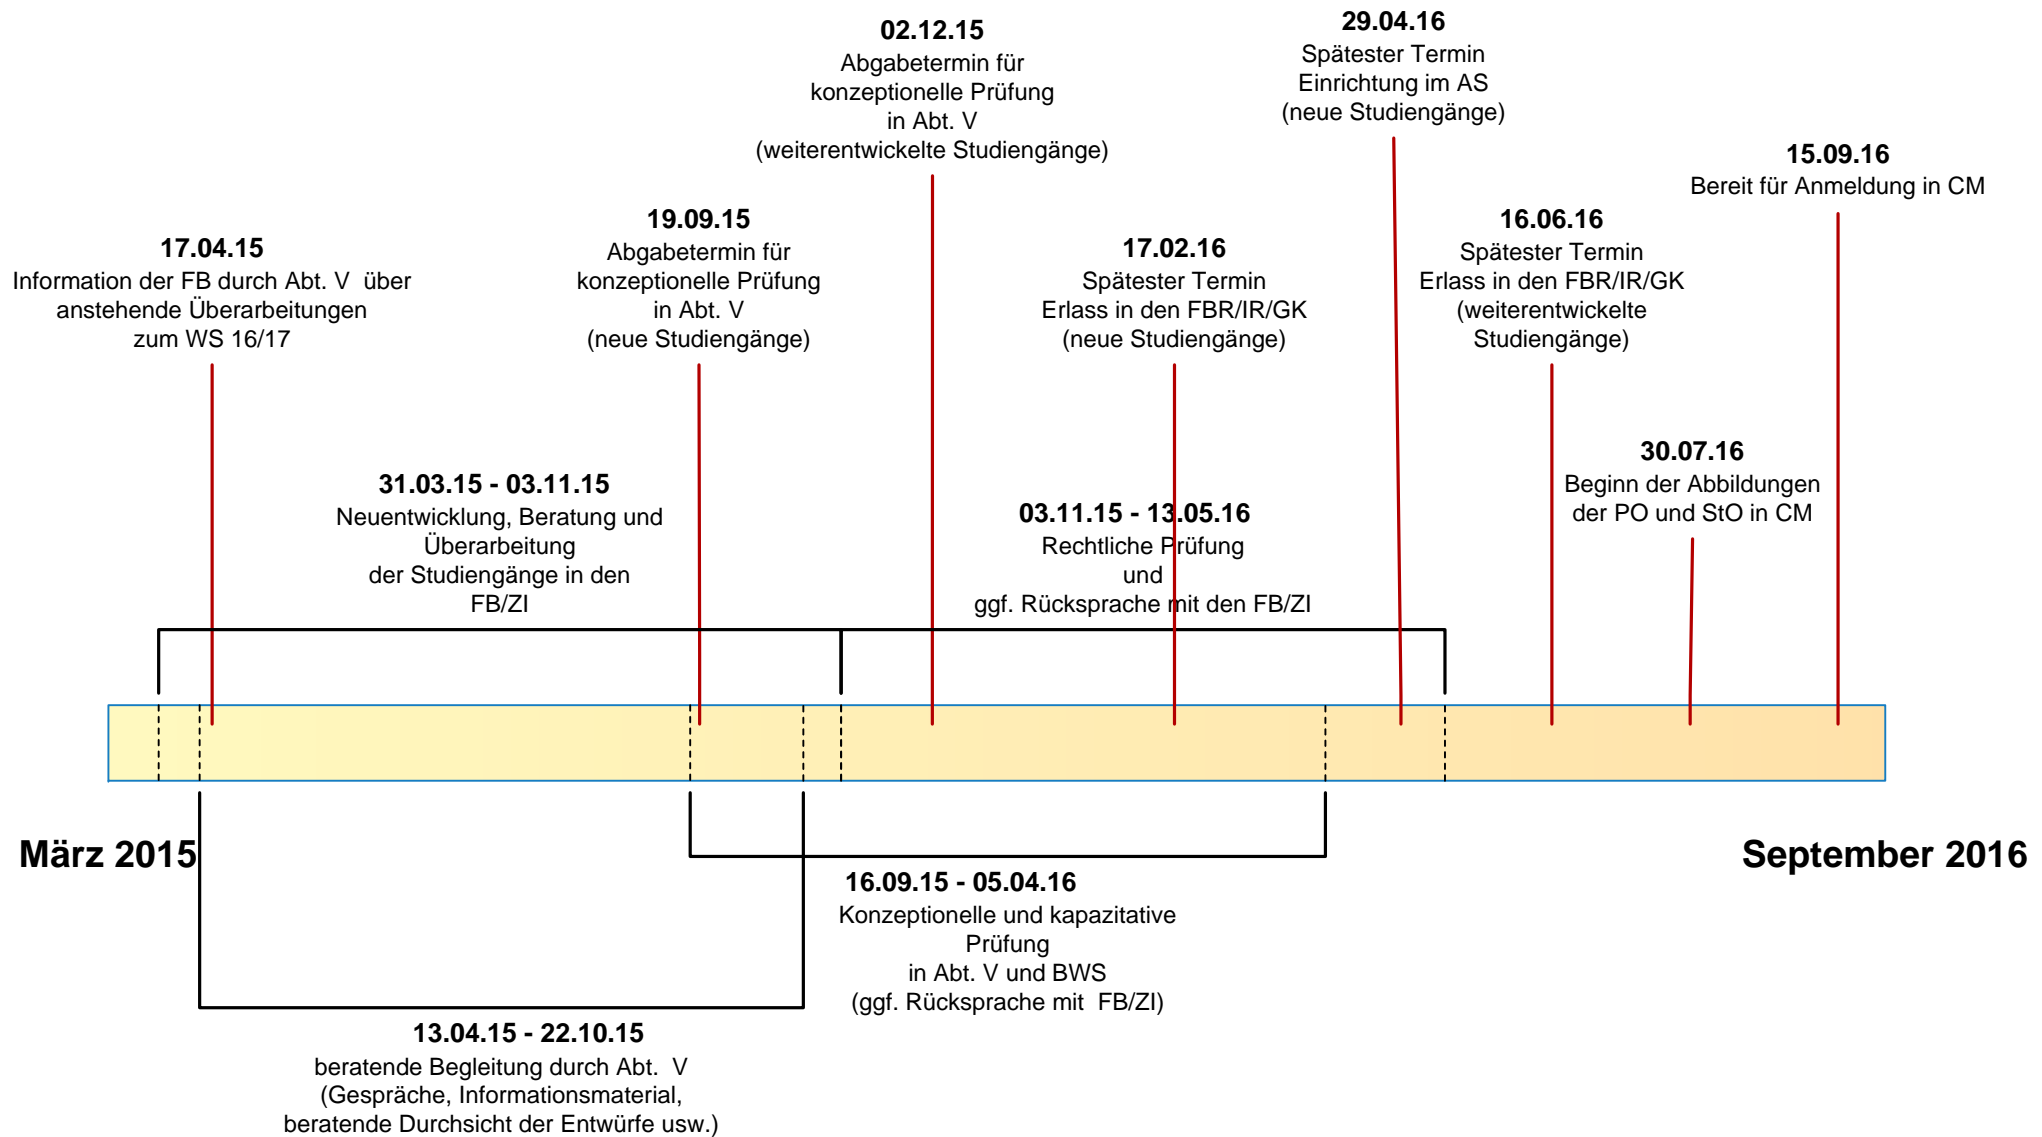 02.12.15
Abgabetermin für
konzeptionelle Prüfung
in Abt. V
(weiterentwickelte Studiengänge)
29.04.16
Spätester Termin
Einrichtung im AS
(neue Studiengänge)
15.09.16
Bereit für Anmeldung in CM
17.04.15
Information der FB durch Abt. V  über
anstehende Überarbeitungen
zum WS 16/17
19.09.15
Abgabetermin für
konzeptionelle Prüfung
in Abt. V
(neue Studiengänge)
17.02.16
Spätester Termin
Erlass in den FBR/IR/GK
(neue Studiengänge)
16.06.16
Spätester Termin
Erlass in den FBR/IR/GK
(weiterentwickelte
Studiengänge)
30.07.16
Beginn der Abbildungen
der PO und StO in CM
31.03.15 - 03.11.15
Neuentwicklung, Beratung und
Überarbeitung
der Studiengänge in den
FB/ZI
03.11.15 - 13.05.16
Rechtliche Prüfung
und
ggf. Rücksprache mit den FB/ZI
März 2015
September 2016
16.09.15 - 05.04.16
Konzeptionelle und kapazitative
Prüfung
in Abt. V und BWS
(ggf. Rücksprache mit  FB/ZI)
13.04.15 - 22.10.15
beratende Begleitung durch Abt.  V
(Gespräche, Informationsmaterial,
beratende Durchsicht der Entwürfe usw.)